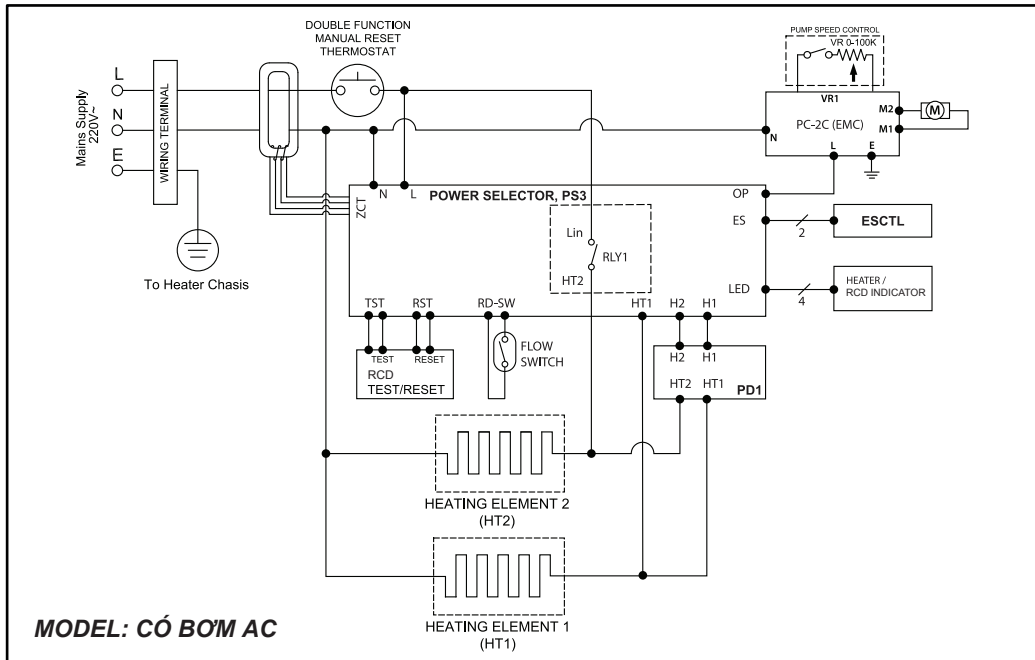 DOUBLE FUNCTION
MANUAL RESET
THERMOSTAT
PUMP SPEED CONTROL
VR 0-100K
VR1
M2
M
M1
PC-2C (EMC)
N
L
E
Mains Supply
220V~
L
N
E
WIRING TERMINAL
To Heater Chasis
ZCT
N
L
POWER SELECTOR, PS3
OP
ES
2
ESCTL
Lin
RLY1
HT2
LED
4
HEATER /
RCD INDICATOR
TST
RST
RD-SW
HT1
H2
H1
TEST
RESET
RCD
TEST/RESET
FLOW
SWITCH
H2
H1
HT2
HT1
PD1
HEATING ELEMENT 2
(HT2)
HEATING ELEMENT 1
(HT1)
MODEL: CÓ BƠM AC